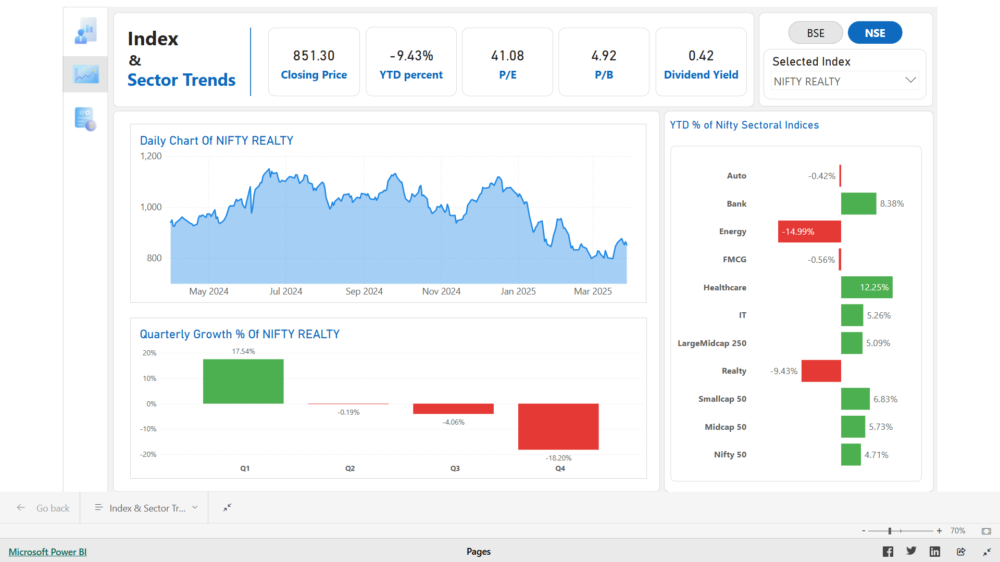 Index
&
Sector Trends
851.30
Closing Price
-9.43%
YTD percent
41.08
P/E
4.92
P/B
0.42
Dividend Yield
BSE
NSE
Selected Index
NIFTY REALTY
IPO
$
Daily Chart Of NIFTY REALTY
1,200
1,000
800
May 2024
Jul 2024
Sep 2024
Nov 2024
Jan 2025
Mar 2025
Quarterly Growth % Of NIFTY REALTY
20%
10%
0%
-10%
-20%
17.54%
-0.19%
-4.06%
-18.20%
Q1
Q2
Q3
Q4
YTD % of Nifty Sectoral Indices
Auto -0.42%
Bank 8.38%
Energy -14.99%
FMCG -0.56%
Healthcare 12.25%
IT 5.26%
LargeMidcap 250 5.09%
Realty -9.43%
Smallcap 50 6.83%
Midcap 50 5.73%
Nifty 50 4.71%
Go back
Index & Sector Tr...
- + 70%
Microsoft Power BI
Pages